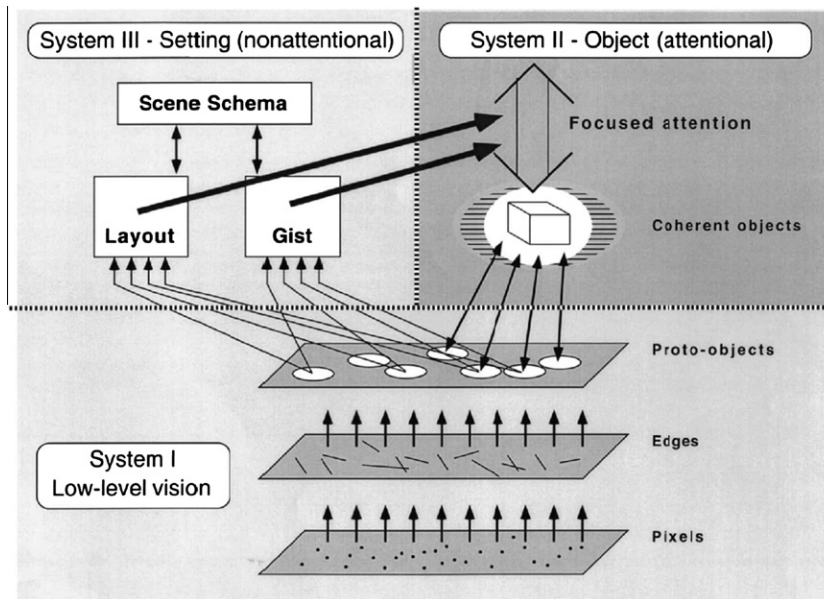 System III - Setting (nonattentional)
System II - Object (attentional)
Scene Schema
Focused attention
Layout
Gist
Coherent objects
Proto-objects
Edges
System I
Low-level vision
Pixels